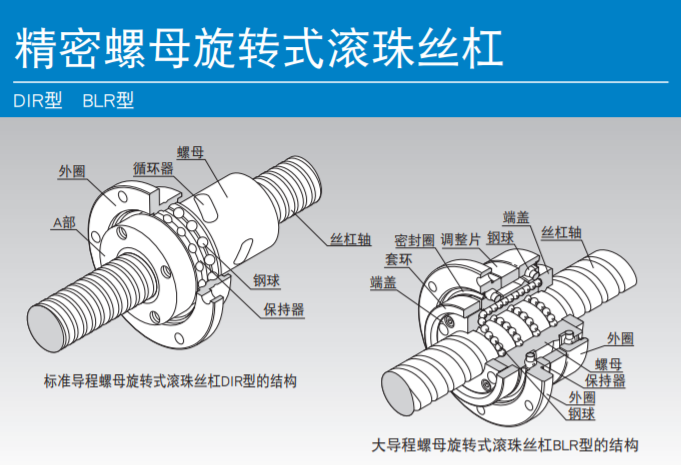 精密螺母旋转式滚珠丝杠
DIR型 BLR型
螺母
循环器
外圈
A部
丝杠轴
钢球
保持器
标准导程螺母旋转式滚珠丝杠DIR型的结构
端盖
丝杠轴
密封圈
调整片
钢球
套环
端盖
外圈
螺母
保持器
外圈
钢球
大导程螺母旋转式滚珠丝杠BLR型的结构